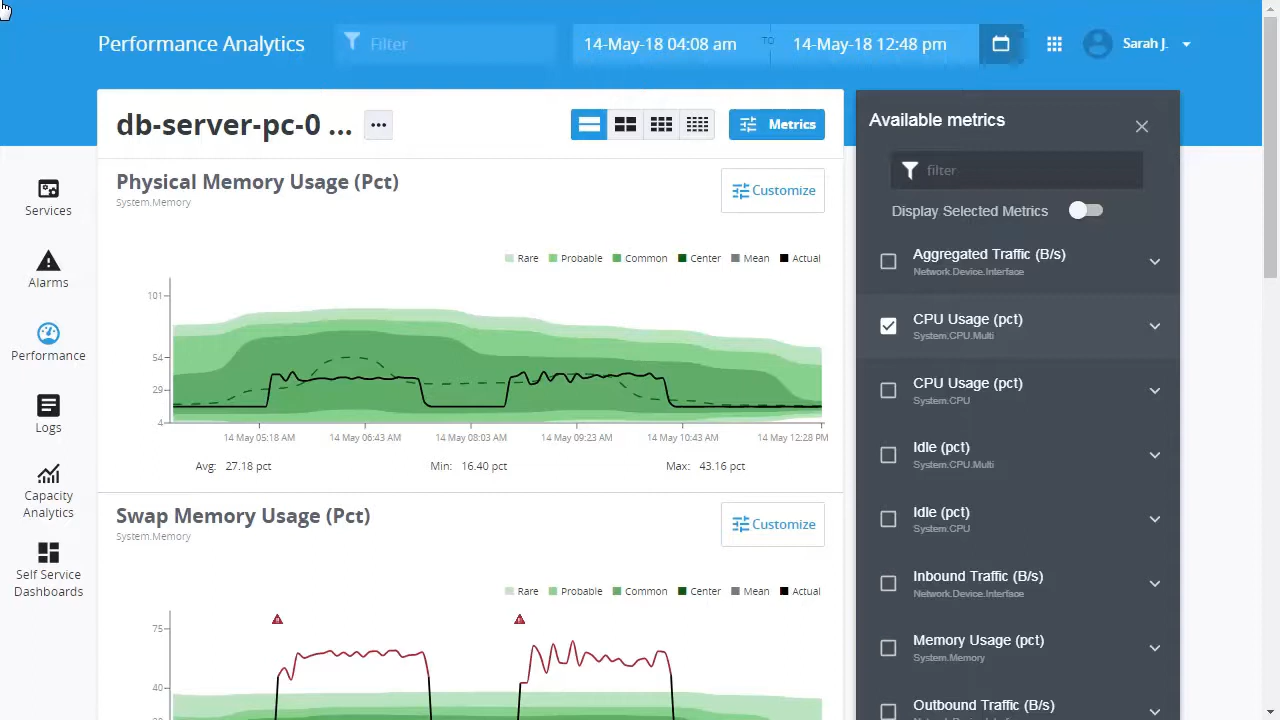 Performance Analytics
Filter
14-May-18 04:08 am TO 14-May-18 12:48 pm
Sarah J.
db-server-pc-0 ...
Metrics
Physical Memory Usage (Pct)
System.Memory
Customize
Rare Probable Common Center Mean Actual
101
54
29
4
14 May 05:18 AM 14 May 06:43 AM 14 May 08:03 AM 14 May 09:23 AM 14 May 10:43 AM 14 May 12:28 PM
Avg: 27.18 pct Min: 16.40 pct Max: 43.16 pct
Swap Memory Usage (Pct)
System.Memory
Customize
Rare Probable Common Center Mean Actual
75
40
Services
Alarms
Performance
Logs
Capacity
Analytics
Self Service
Dashboards
Available metrics
filter
Display Selected Metrics
Aggregated Traffic (B/s)
Network.Device.Interface
CPU Usage (pct)
System.CPU.Multi
CPU Usage (pct)
System.CPU
Idle (pct)
System.CPU.Multi
Idle (pct)
System.CPU
Inbound Traffic (B/s)
Network.Device.Interface
Memory Usage (pct)
System.Memory
Outbound Traffic (B/s)